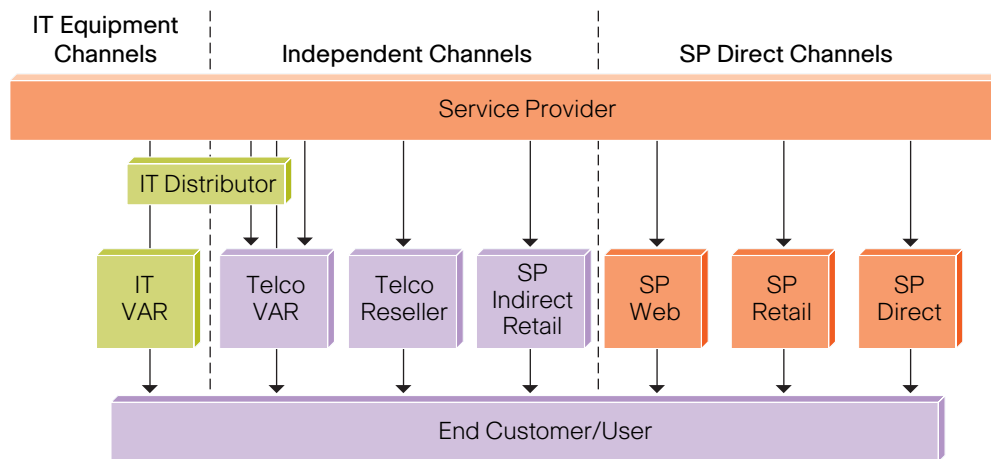 IT Equipment
Channels
Independent Channels
SP Direct Channels
Service Provider
IT Distributor
IT
VAR
Telco
VAR
Telco
Reseller
SP
Indirect
Retail
SP
Web
SP
Retail
SP
Direct
End Customer/User